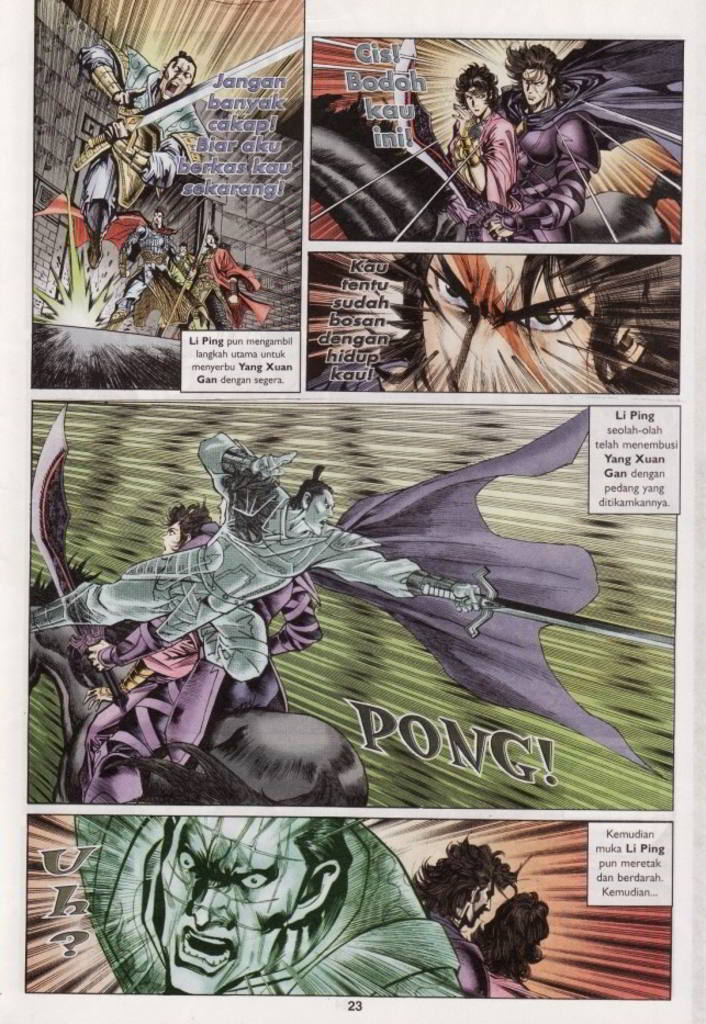 Jangan
banyak
cakap!
Biar aku
berkas kau
sekarang!
Li Ping pun mengambil
langkah utama untuk
menyerbu Yang Xuan
Gan dengan segera.
Cis!
Bodoh
kau
ini!
Kau
tentu
sudah
bosan
dengan
hidup
kau!
Li Ping
seolah-olah
telah menembusi
Yang Xuan
Gan dengan
pedang yang
ditikamkannya.
PONG!
Uh?
Kemudian
muka Li Ping
pun meretak
dan berdarah.
Kemudian...
23